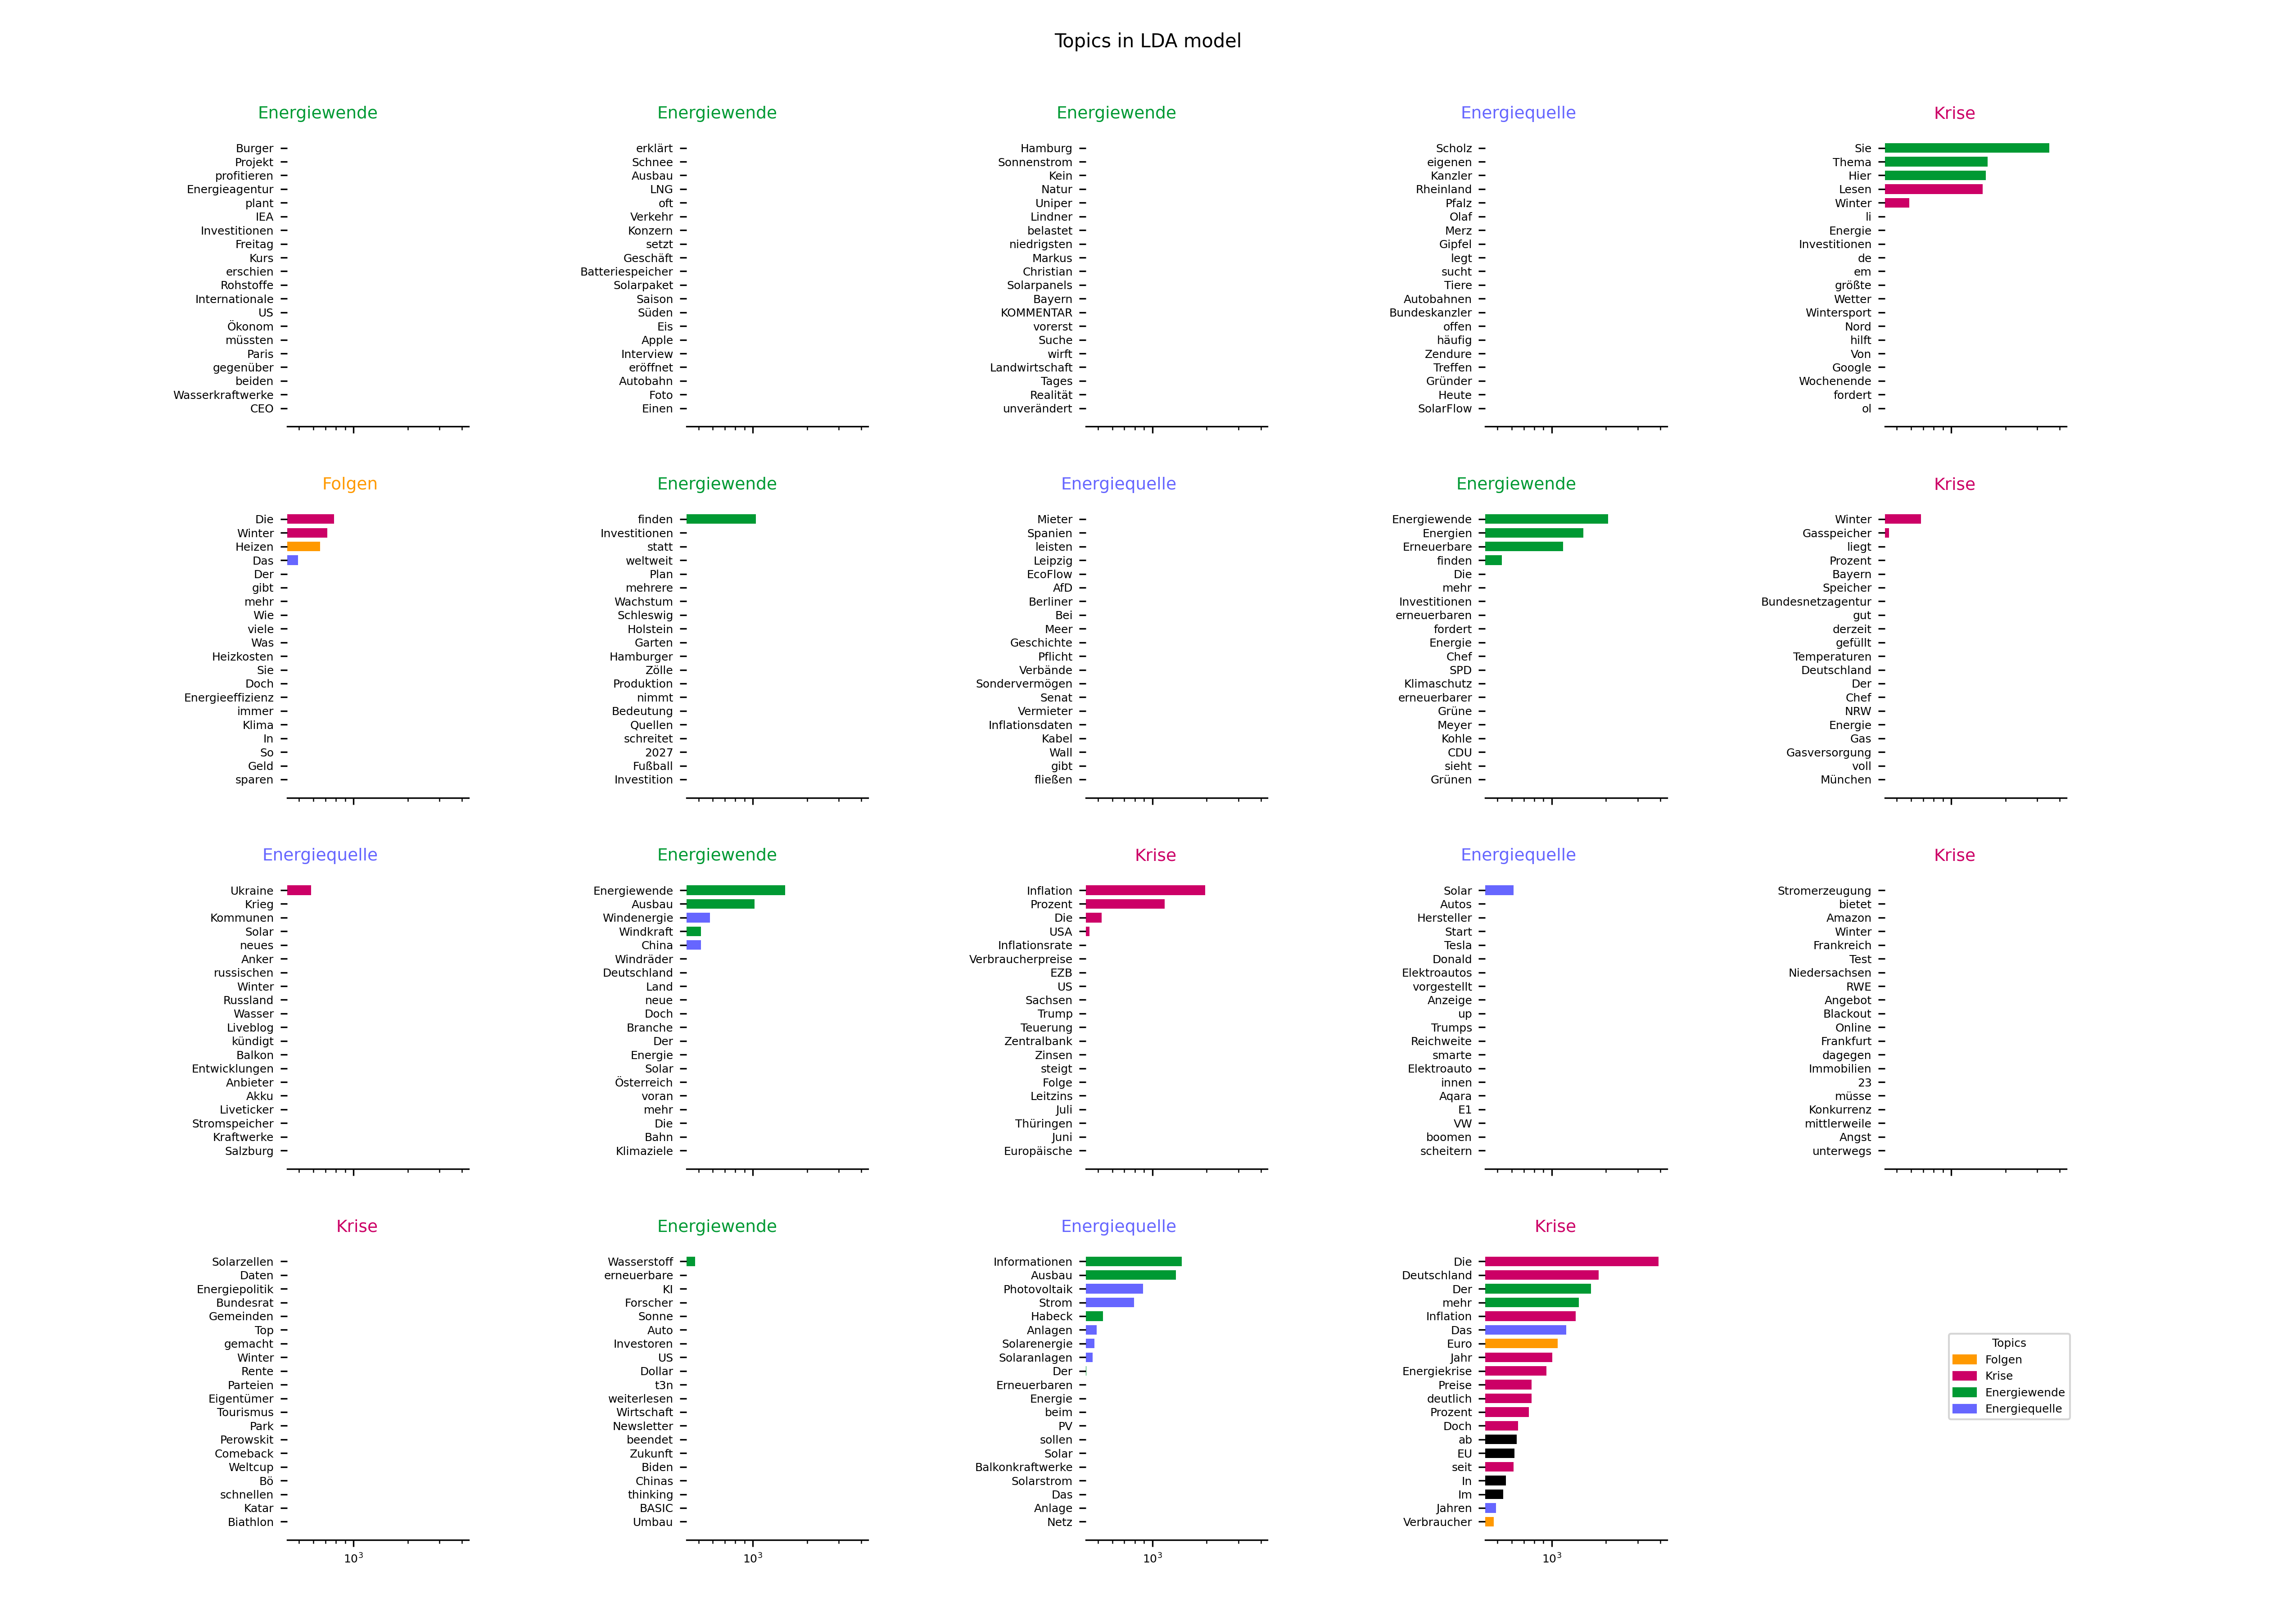 Topics in LDA model
Energiewende
Burger
Projekt
profitieren
Energieagentur
plant
IEA
Investitionen
Freitag
Kurs
erschien
Rohstoffe
Internationale
US
Ökonom
müssten
Paris
gegenüber
beiden
Wasserkraftwerke
CEO
Energiewende
erklärt
Schnee
Ausbau
LNG
oft
Verkehr
Konzern
setzt
Geschäft
Batteriespeicher
Solarpaket
Saison
Süden
Eis
Apple
Interview
eröffnet
Autobahn
Foto
Einen
Energiewende
Hamburg
Sonnenstrom
Kein
Natur
Uniper
Lindner
belastet
niedrigsten
Markus
Christian
Solarpanels
Bayern
KOMMENTAR
vorerst
Suche
wirft
Landwirtschaft
Tages
Realität
unverändert
Energiequelle
Scholz
eigenen
Kanzler
Rheinland
Pfalz
Olaf
Merz
Gipfel
legt
sucht
Tiere
Autobahnen
Bundeskanzler
offen
häufig
Zendure
Treffen
Gründer
Heute
SolarFlow
Krise
Sie
Thema
Hier
Lesen
Winter
li
Energie
Investitionen
de
em
größte
Wetter
Wintersport
Nord
hilft
Von
Google
Wochenende
fordert
ol
Folgen
Die
Winter
Heizen
Das
Der
gibt
mehr
Wie
viele
Was
Heizkosten
Sie
Doch
Energieeffizienz
immer
Klima
In
So
Geld
sparen
Energiewende
finden
Investitionen
statt
weltweit
Plan
mehrere
Wachstum
Schleswig
Holstein
Garten
Hamburger
Zölle
Produktion
nimmt
Bedeutung
Quellen
schreitet
2027
Fußball
Investition
Energiequelle
Mieter
Spanien
leisten
Leipzig
EcoFlow
AfD
Berliner
Bei
Meer
Geschichte
Pflicht
Verbände
Sondervermögen
Senat
Vermieter
Inflationsdaten
Kabel
Wall
gibt
fließen
Energiewende
Energiewende
Energien
Erneuerbare
finden
Die
mehr
Investitionen
erneuerbaren
fordert
Energie
Chef
SPD
Klimaschutz
erneuerbarer
Grüne
Meyer
Kohle
CDU
sieht
Grünen
Krise
Winter
Gasspeicher
liegt
Prozent
Bayern
Speicher
Bundesnetzagentur
gut
derzeit
gefüllt
Temperaturen
Deutschland
Der
Chef
NRW
Energie
Gas
Gasversorgung
voll
München
Energiequelle
Ukraine
Krieg
Kommunen
Solar
neues
Anker
russischen
Winter
Russland
Wasser
Liveblog
kündigt
Balkon
Entwicklungen
Anbieter
Akku
Liveticker
Stromspeicher
Kraftwerke
Salzburg
Energiewende
Energiewende
Ausbau
Windenergie
Windkraft
China
Windräder
Deutschland
Land
neue
Doch
Branche
Der
Energie
Solar
Österreich
voran
mehr
Die
Bahn
Klimaziele
Krise
Inflation
Prozent
Die
USA
Inflationsrate
Verbraucherpreise
EZB
US
Sachsen
Trump
Teuerung
Zentralbank
Zinsen
steigt
Folge
Leitzins
Juli
Thüringen
Juni
Europäische
Energiequelle
Solar
Autos
Hersteller
Start
Tesla
Donald
Elektroautos
vorgestellt
Anzeige
up
Trumps
Reichweite
smarte
Elektroauto
innen
Aqara
E1
VW
boomen
scheitern
Krise
Stromerzeugung
bietet
Amazon
Winter
Frankreich
Test
Niedersachsen
RWE
Angebot
Blackout
Online
Frankfurt
dagegen
Immobilien
23
müsse
Konkurrenz
mittlerweile
Angst
unterwegs
Krise
Solarzellen
Daten
Energiepolitik
Bundesrat
Gemeinden
Top
gemacht
Winter
Rente
Parteien
Eigentümer
Tourismus
Park
Perowskit
Comeback
Weltcup
Bö
schnellen
Katar
Biathlon
10³
Energiewende
Wasserstoff
erneuerbare
KI
Forscher
Sonne
Auto
Investoren
US
Dollar
t3n
weiterlesen
Wirtschaft
Newsletter
beendet
Zukunft
Biden
Chinas
thinking
BASIC
Umbau
10³
Energiequelle
Informationen
Ausbau
Photovoltaik
Strom
Habeck
Anlagen
Solarenergie
Solaranlagen
Der
Erneuerbaren
Energie
beim
PV
sollen
Solar
Balkonkraftwerke
Solarstrom
Das
Anlage
Netz
10³
Krise
Die
Deutschland
Der
mehr
Inflation
Das
Euro
Jahr
Energiekrise
Preise
deutlich
Prozent
Doch
ab
EU
seit
In
Im
Jahren
Verbraucher
10³
Topics
Folgen
Krise
Energiewende
Energiequelle